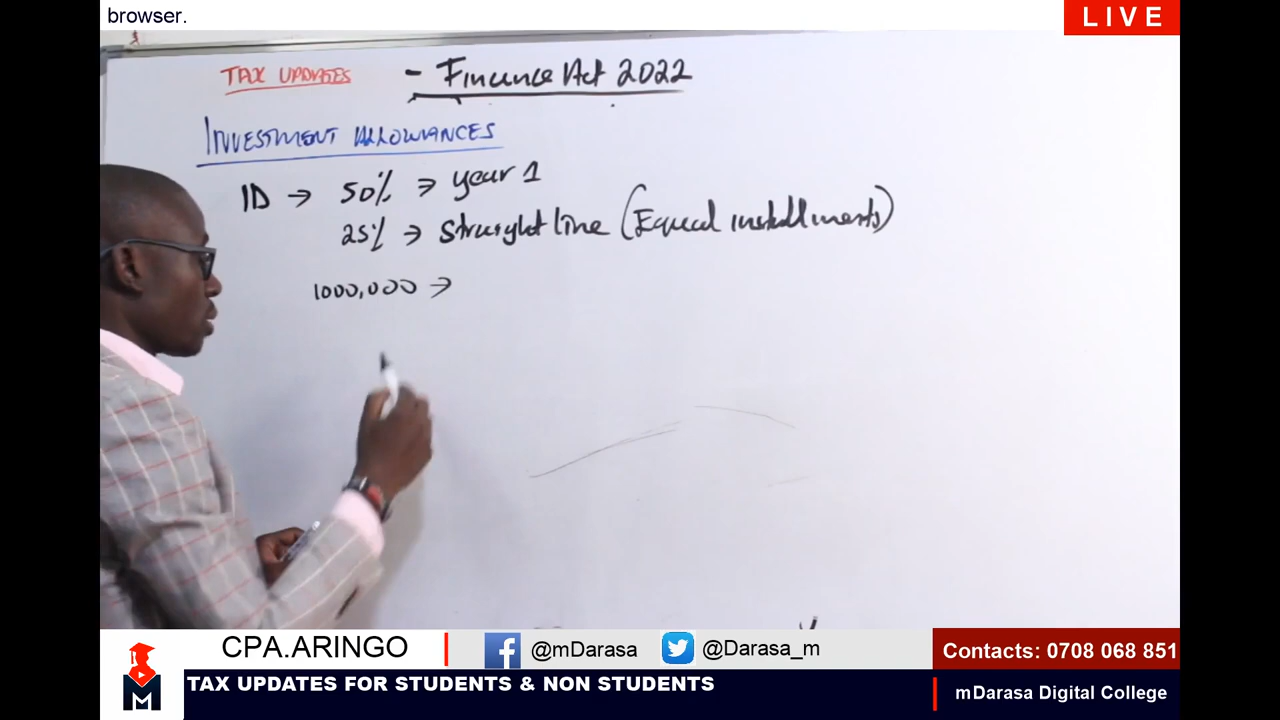 browser.
LIVE
TAX UPDATES - Finance Act 2022
INVESTMENT ALLOWANCES
ID → 50% → year 1
25% → Straight line (Equal installments)
1000,000 →
CPA.ARINGO
@mDarasa
@Darasa_m
Contacts: 0708 068 851
M
TAX UPDATES FOR STUDENTS & NON STUDENTS
mDarasa Digital College